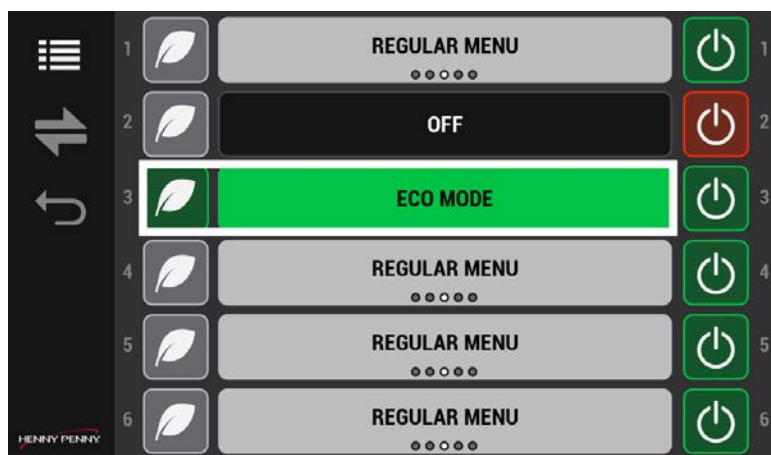 1 REGULAR MENU 1
2 OFF 2
3 ECO MODE 3
4 REGULAR MENU 4
5 REGULAR MENU 5
6 REGULAR MENU 6
HENNY PENNY